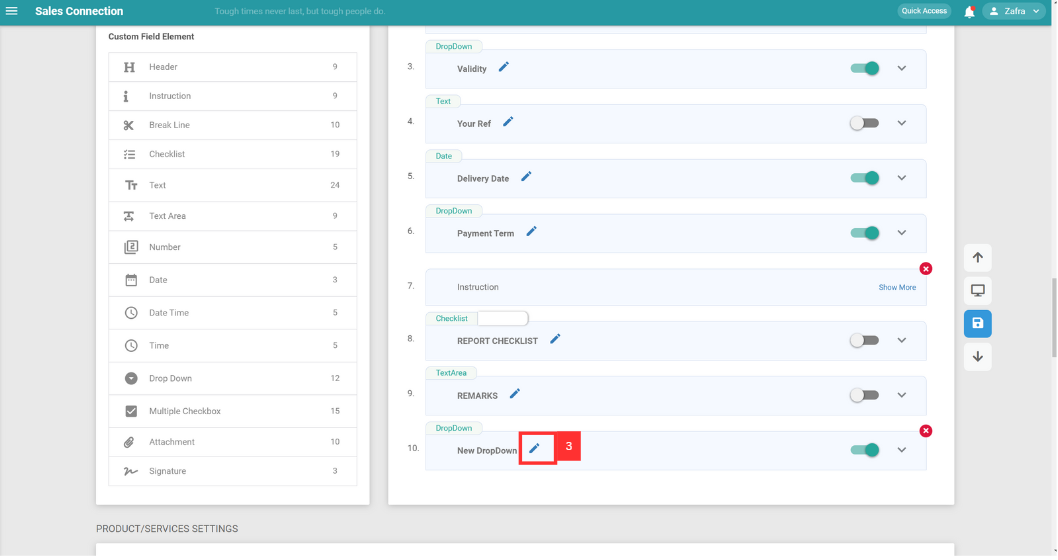 Sales Connection
Tough times never last, but tough people do.
Quick Access
Zafra
Custom Field Element
Header 9
Instruction 9
Break Line 10
Checklist 19
Text 24
Text Area 9
Number 5
Date 3
Date Time 5
Time 5
Drop Down 12
Multiple Checkbox 15
Attachment 10
Signature 3
DropDown
3. Validity
Text
4. Your Ref
Date
5. Delivery Date
DropDown
6. Payment Term
7. Instruction Show More
Checklist
8. REPORT CHECKLIST
TextArea
9. REMARKS
DropDown
10. New DropDown 3
PRODUCT/SERVICES SETTINGS